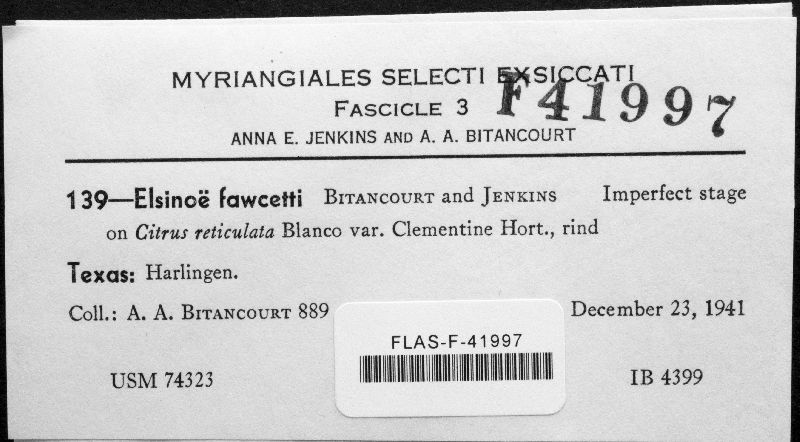 MYRIANGIALES SELECTI EXSICCATI
FASCICLE 3 F41997
ANNA E. JENKINS AND A. A. BITANCOURT
139—Elsinoë fawcetti BITANCOURT and JENKINS Imperfect stage
on Citrus reticulata Blanco var. Clementine Hort., rind
Texas: Harlingen.
Coll.: A. A. BITANCOURT 889 December 23, 1941
FLAS-F-41997
USM 74323 IB 4399